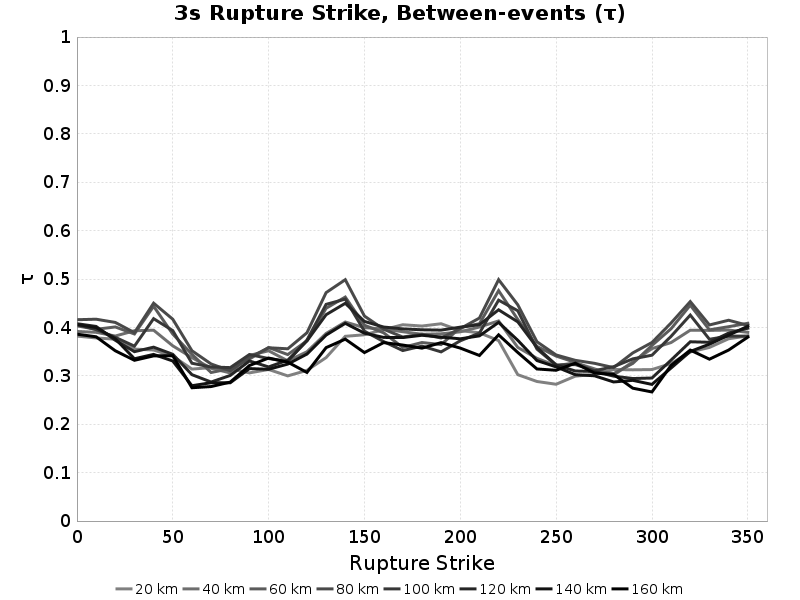 3s Rupture Strike, Between-events (τ)
1
0.9
0.8
0.7
0.6
0.5
0.4
0.3
0.2
0.1
0
τ
0 50 100 150 200 250 300 350
Rupture Strike
20 km 40 km 60 km 80 km 100 km 120 km 140 km 160 km